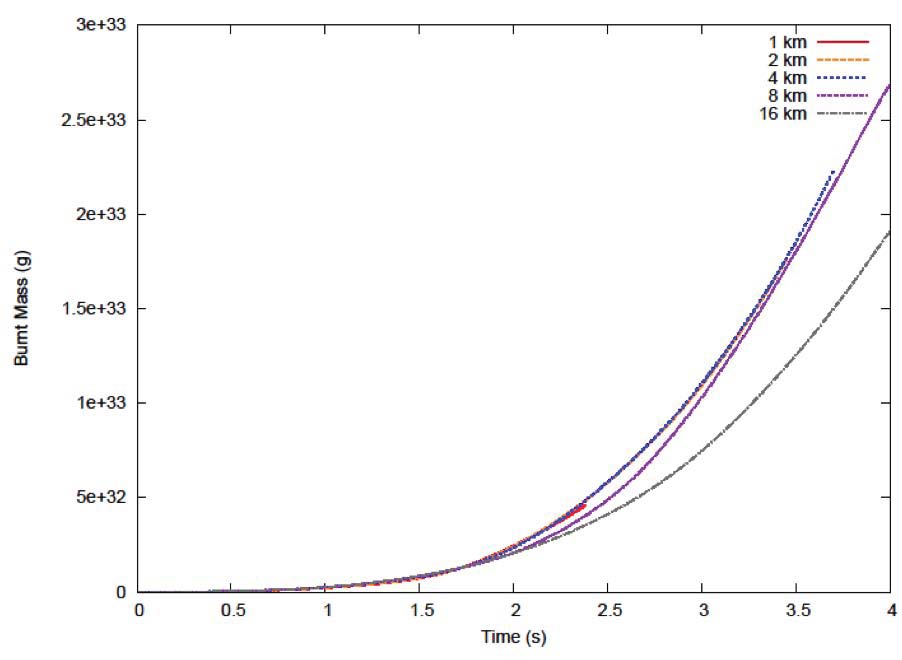 3e+33
2.5e+33
2e+33
1.5e+33
1e+33
5e+32
0
Burnt Mass (g)
1 km
2 km
4 km
8 km
16 km
0 0.5 1 1.5 2 2.5 3 3.5 4
Time (s)